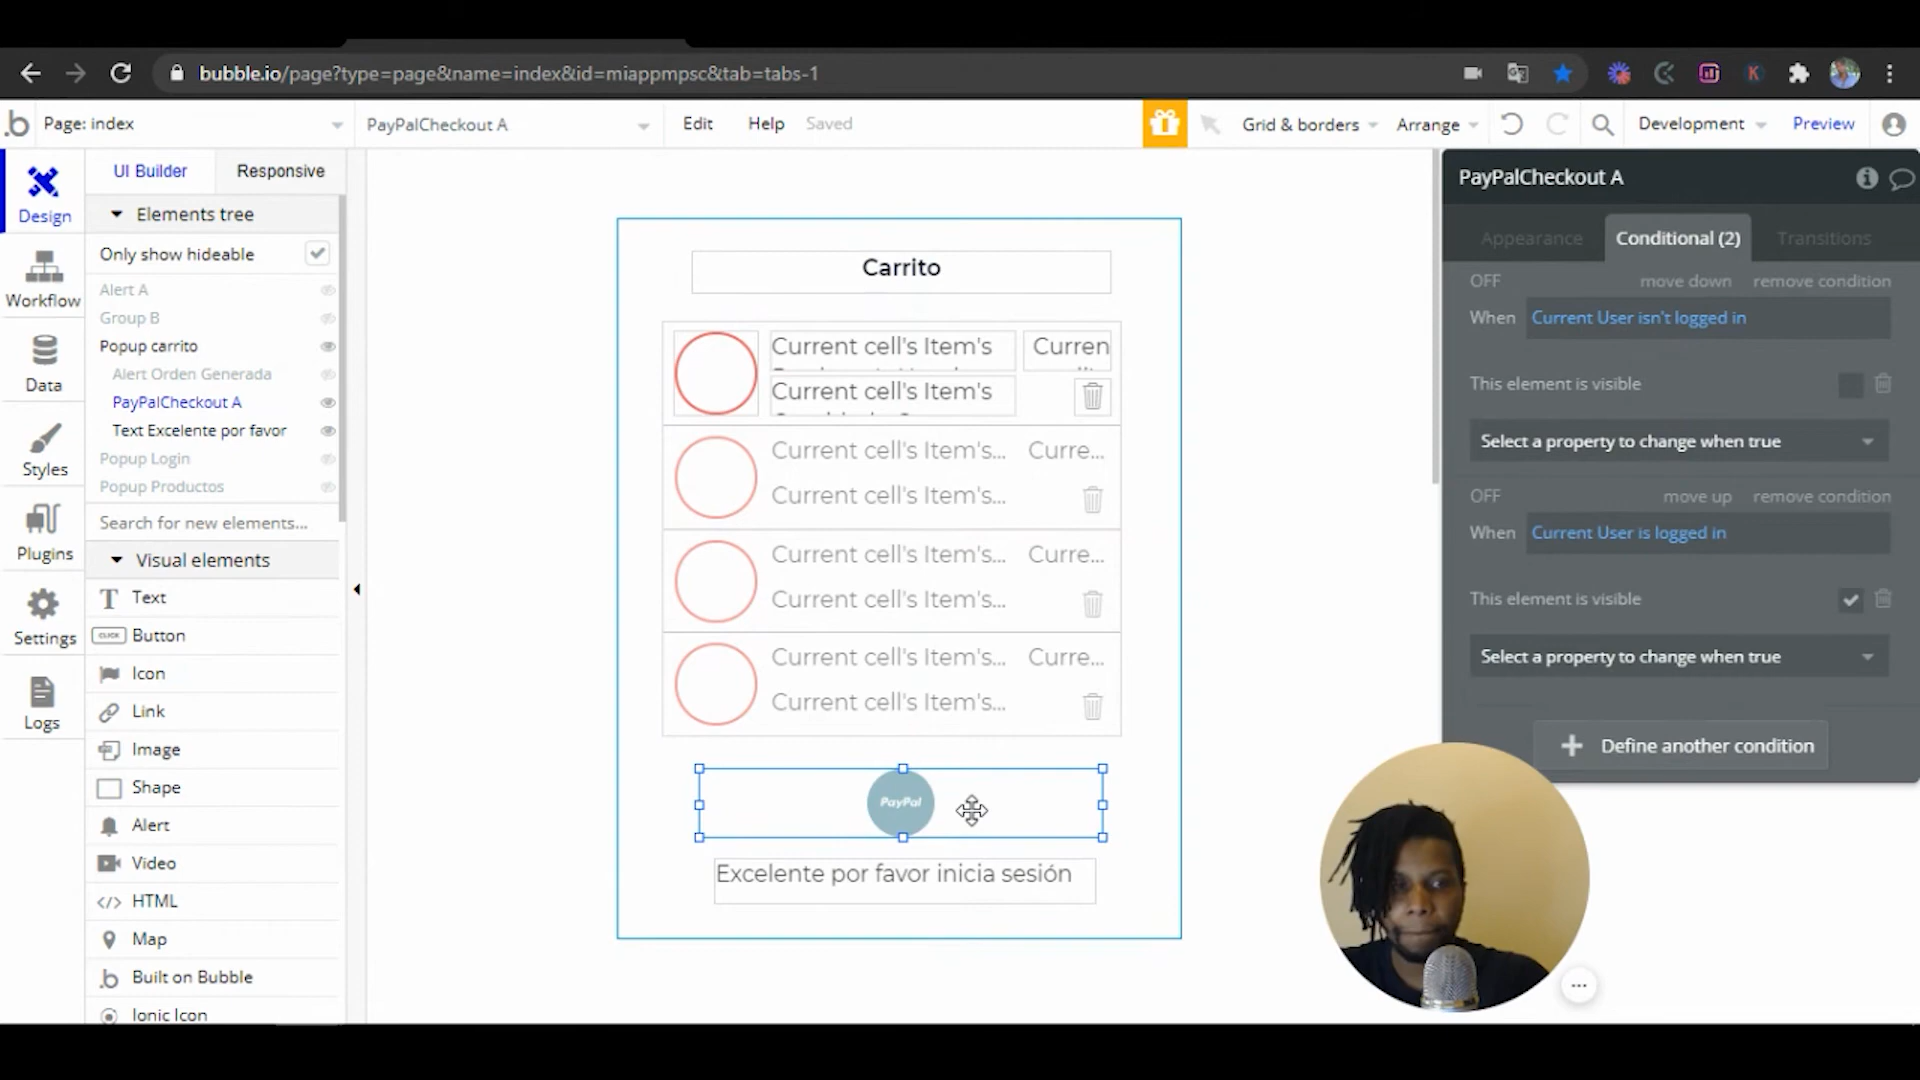 bubble.io/page?type=page&name=index&id=miappmpsc&tab=tabs-1
K
b Page: index
PayPalCheckout A
Edit
Help
Saved
Grid & borders
Arrange
Development
Preview
Design
Workflow
Data
Styles
Plugins
Settings
Logs
UI Builder
Responsive
Elements tree
Only show hideable
Alert A
Group B
Popup carrito
Alert Orden Generada
PayPalCheckout A
Text Excelente por favor
Popup Login
Popup Productos
Search for new elements...
Visual elements
T Text
CLICK Button
Icon
Link
Image
Shape
Alert
Video
</> HTML
Map
b Built on Bubble
Ionic Icon
Carrito
Current cell's Item's
Curren
Current cell's Item's
Current cell's Item's...
Curre...
Current cell's Item's...
Current cell's Item's...
Curre...
Current cell's Item's...
Current cell's Item's...
Curre...
Current cell's Item's...
PayPal
Excelente por favor inicia sesión
PayPalCheckout A
Appearance
Conditional (2)
Transitions
OFF
move down
remove condition
When
Current User isn't logged in
This element is visible
Select a property to change when true
OFF
move up
remove condition
When
Current User is logged in
This element is visible
Select a property to change when true
+ Define another condition
...